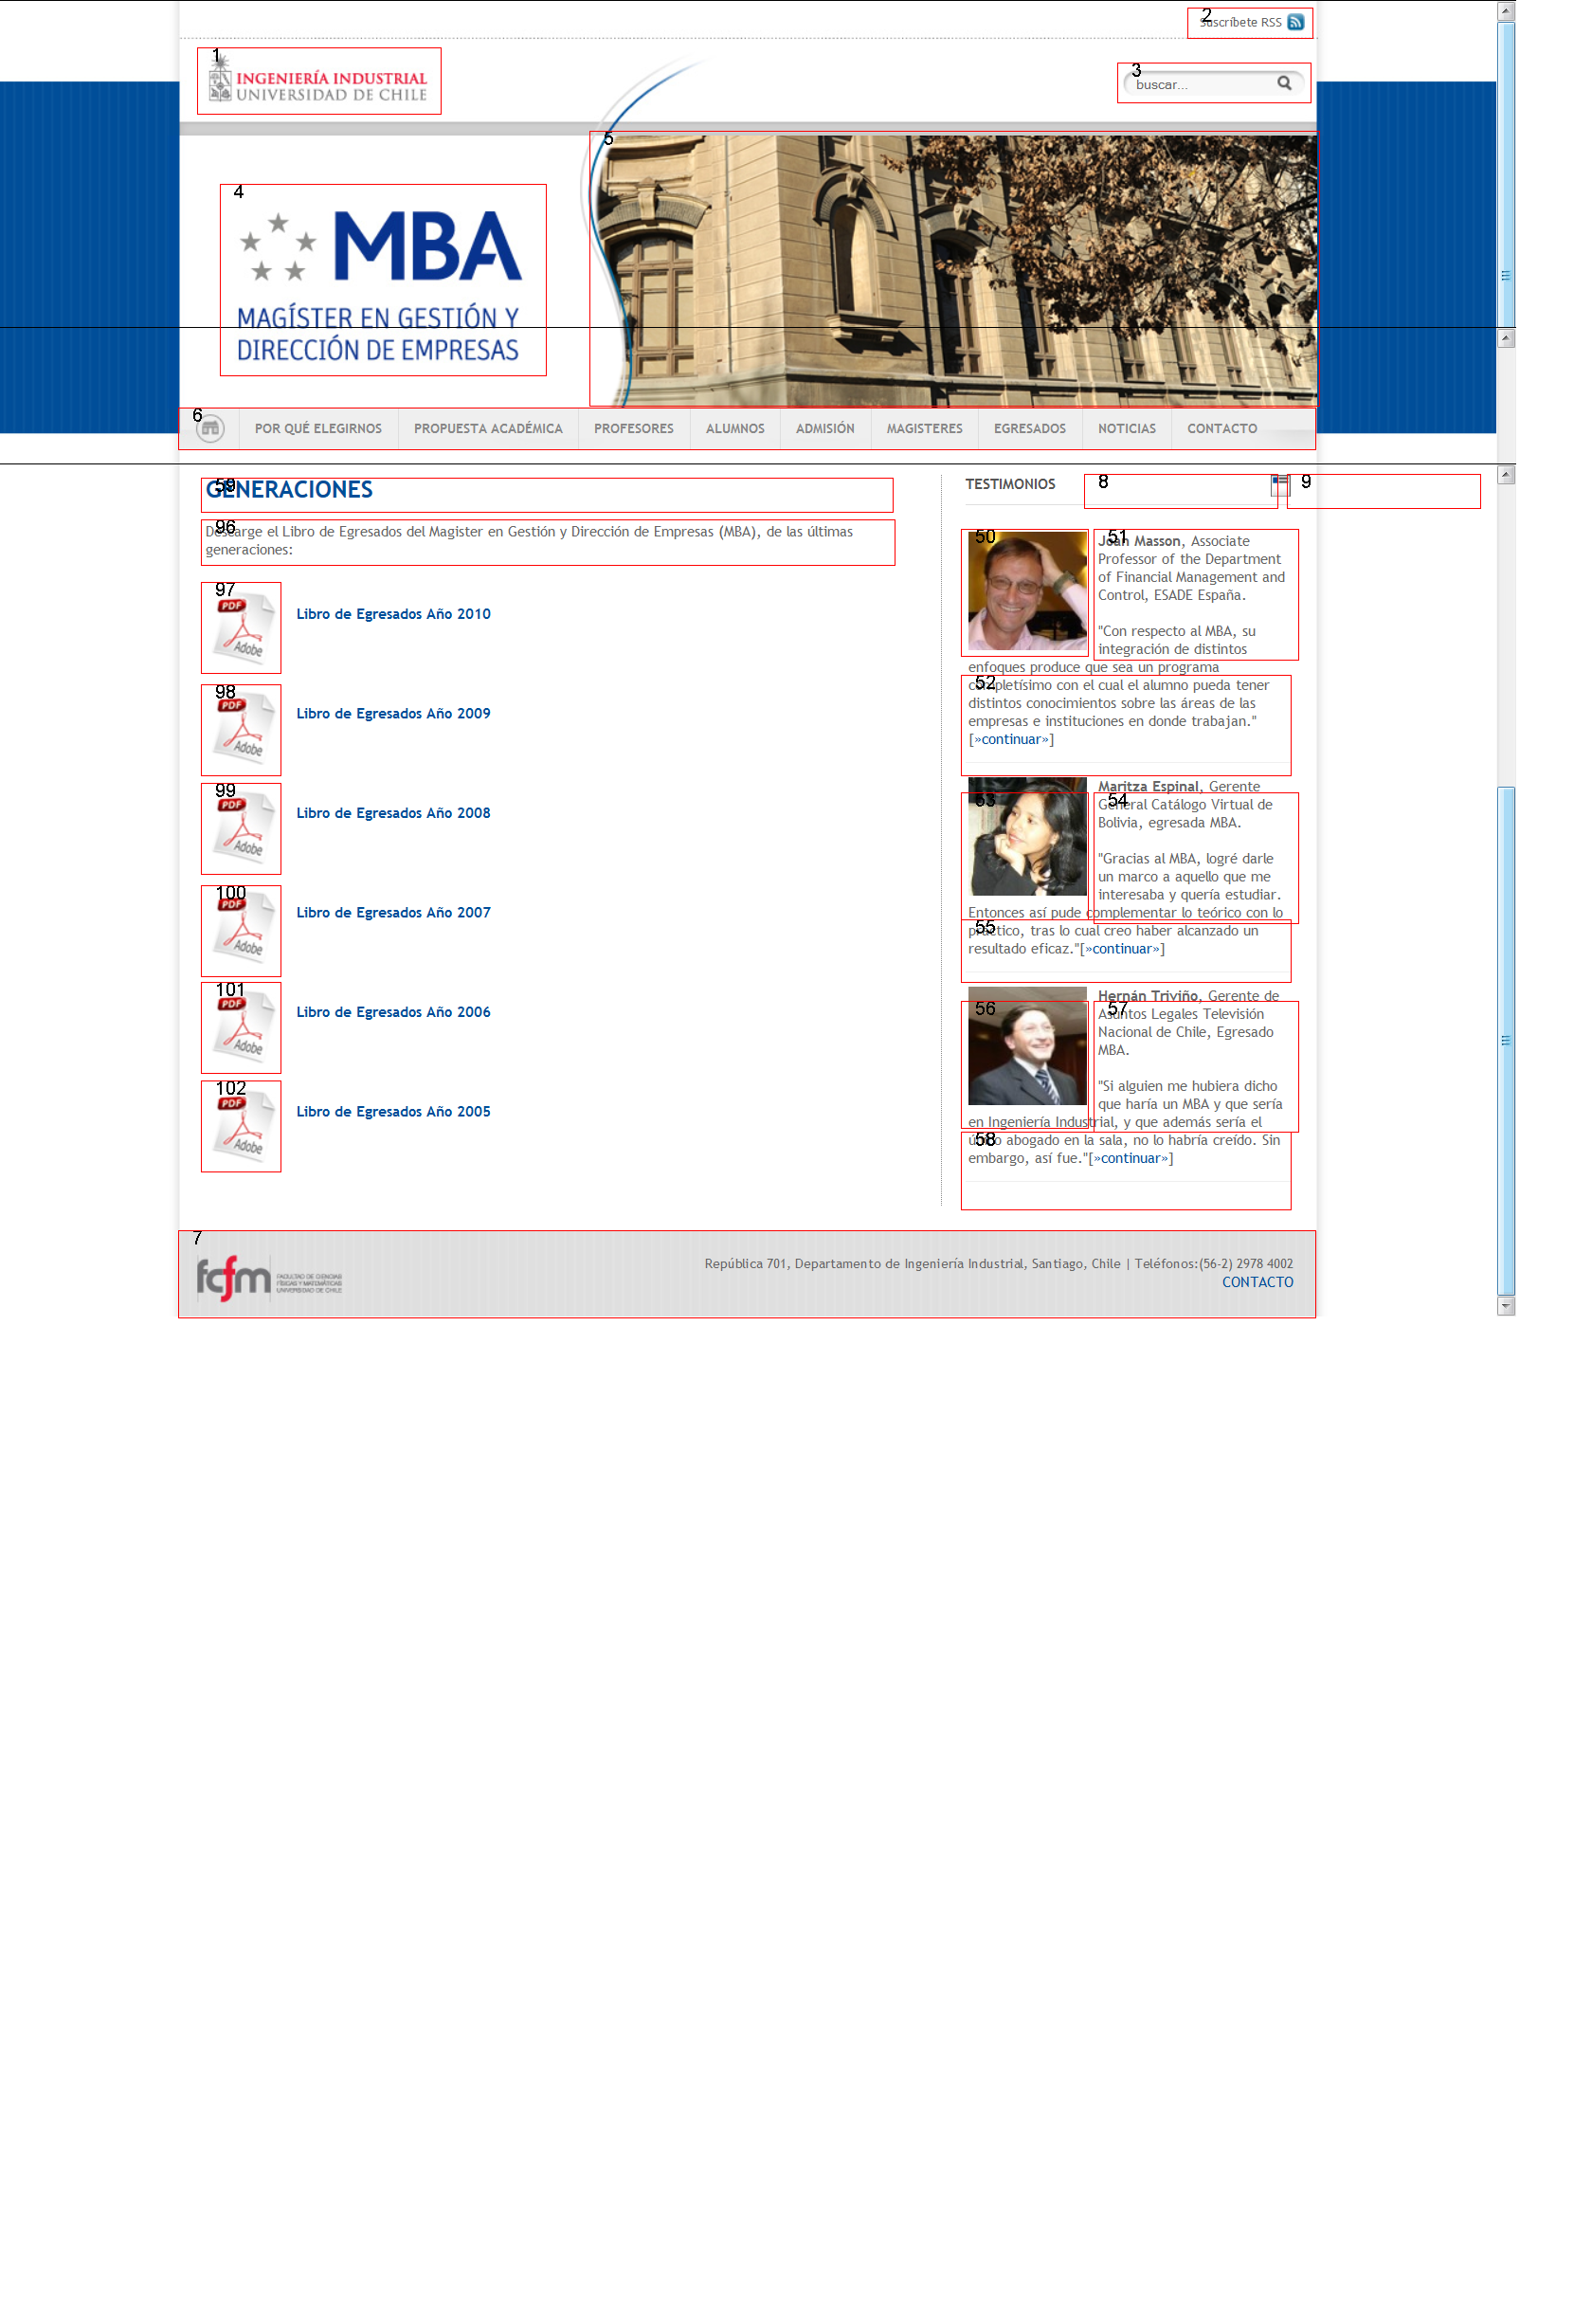 2
Suscríbete RSS
1
INGENIERÍA INDUSTRIAL
UNIVERSIDAD DE CHILE
3
buscar...
5
4
MBA
MAGÍSTER EN GESTIÓN Y
DIRECCIÓN DE EMPRESAS
6
POR QUÉ ELEGIRNOS PROPUESTA ACADÉMICA PROFESORES ALUMNOS ADMISIÓN MAGISTERES EGRESADOS NOTICIAS CONTACTO
59
GENERACIONES
96
Descarge el Libro de Egresados del Magister en Gestión y Dirección de Empresas (MBA), de las últimas
generaciones:
97
PDF
Adobe
Libro de Egresados Año 2010
98
PDF
Adobe
Libro de Egresados Año 2009
99
PDF
Adobe
Libro de Egresados Año 2008
100
PDF
Adobe
Libro de Egresados Año 2007
101
PDF
Adobe
Libro de Egresados Año 2006
102
PDF
Adobe
Libro de Egresados Año 2005
TESTIMONIOS
8
9
50
51
Joan Masson, Associate
Professor of the Department
of Financial Management and
Control, ESADE España.
"Con respecto al MBA, su
integración de distintos
enfoques produce que sea un programa
52
completísimo con el cual el alumno pueda tener
distintos conocimientos sobre las áreas de las
empresas e instituciones en donde trabajan."
[»continuar»]
53
54
Maritza Espinal, Gerente
General Catálogo Virtual de
Bolivia, egresada MBA.
"Gracias al MBA, logré darle
un marco a aquello que me
interesaba y quería estudiar.
Entonces así pude complementar lo teórico con lo
55
práctico, tras lo cual creo haber alcanzado un
resultado eficaz."[»continuar»]
56
57
Hernán Triviño, Gerente de
Asuntos Legales Televisión
Nacional de Chile, Egresado
MBA.
"Si alguien me hubiera dicho
que haría un MBA y que sería
en Ingeniería Industrial, y que además sería el
58
único abogado en la sala, no lo habría creído. Sin
embargo, así fue."[»continuar»]
7
fcfm
FACULTAD DE CIENCIAS
FÍSICAS Y MATEMÁTICAS
UNIVERSIDAD DE CHILE
República 701, Departamento de Ingeniería Industrial, Santiago, Chile | Teléfonos:(56-2) 2978 4002
CONTACTO